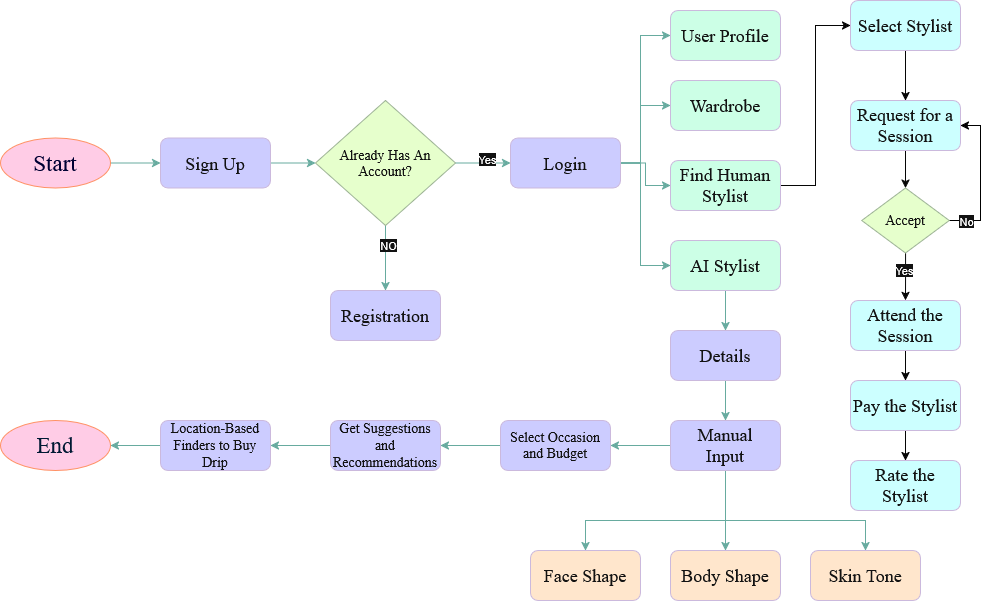 Start
Sign Up
Already Has An
Account?
Yes
NO
Registration
Login
User Profile
Wardrobe
Find Human
Stylist
AI Stylist
Select Stylist
Request for a
Session
Accept
No
Yes
Attend the
Session
Pay the Stylist
Rate the
Stylist
Details
Manual
Input
Face Shape
Body Shape
Skin Tone
Select Occasion
and Budget
Get Suggestions
and
Recommendations
Location-Based
Finders to Buy
Drip
End